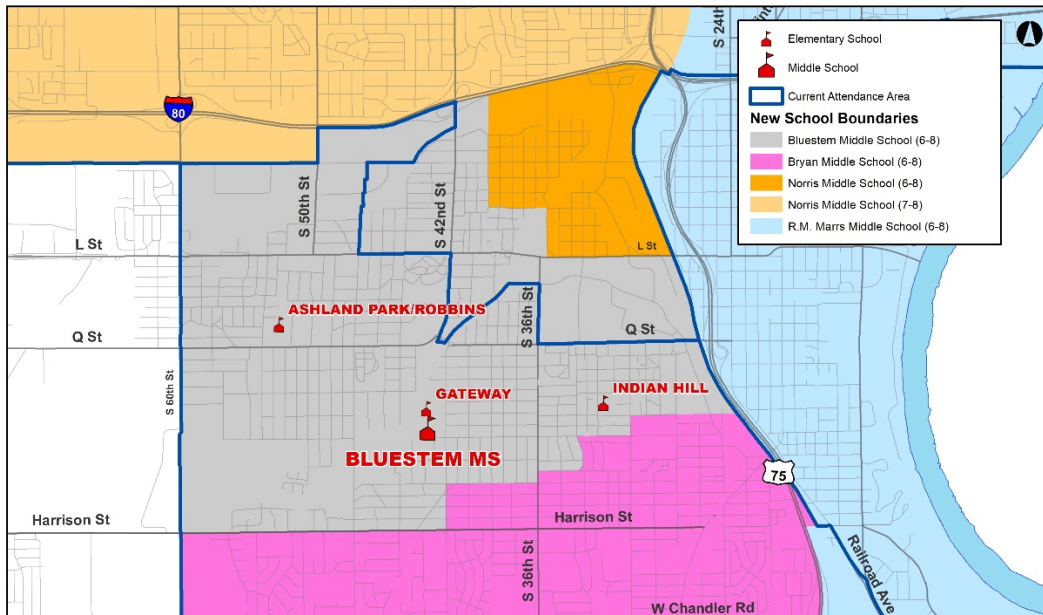 S 24th St
Elementary School
Middle School
Current Attendance Area
New School Boundaries
Bluestem Middle School (6-8)
Bryan Middle School (6-8)
Norris Middle School (6-8)
Norris Middle School (7-8)
R.M. Marrs Middle School (6-8)
80
S 50th St
S 42nd St
L St
L St
ASHLAND PARK/ROBBINS
S 36th St
Q St
Q St
S 60th St
GATEWAY
INDIAN HILL
BLUESTEM MS
75
Harrison St
Harrison St
S 36th St
Railroad Ave
W Chandler Rd